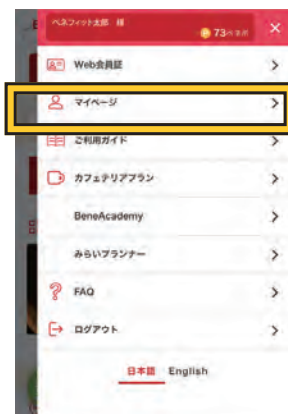 ベネフィット太郎 様
P 73
Web会員証
マイページ
ご利用ガイド
カフェテリアプラン
BeneAcademy
みらいプランナー
FAQ
ログアウト
日本語 English